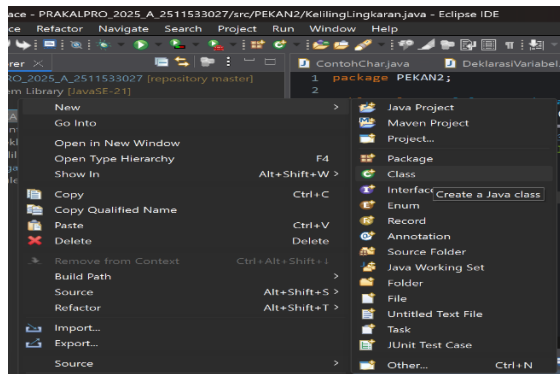 ace - PRAKALPRO_2025_A_2511533027/src/PEKAN2/KelilingLingkaran.java - Eclipse IDE
ce Refactor Navigate Search Project Run Window Help
orer
ContohChar.java DeklarasiVariabel.
RO_2025_A_2511533027 [repository master]
1 package PEKAN2;
em Library [JavaSE-21]
2
New >
Go Into
Open in New Window
Open Type Hierarchy F4
Show In Alt+Shift+W >
Copy Ctrl+C
Copy Qualified Name
Paste Ctrl+V
Delete Delete
Remove from Context Ctrl+Alt+Shift+↓
Build Path >
Source Alt+Shift+S >
Refactor Alt+Shift+T >
Import...
Export...
Source >
Java Project
Maven Project
Project...
Package
Class
Interface
Create a Java class
Enum
Record
Annotation
Source Folder
Java Working Set
Folder
File
Untitled Text File
Task
JUnit Test Case
Other... Ctrl+N